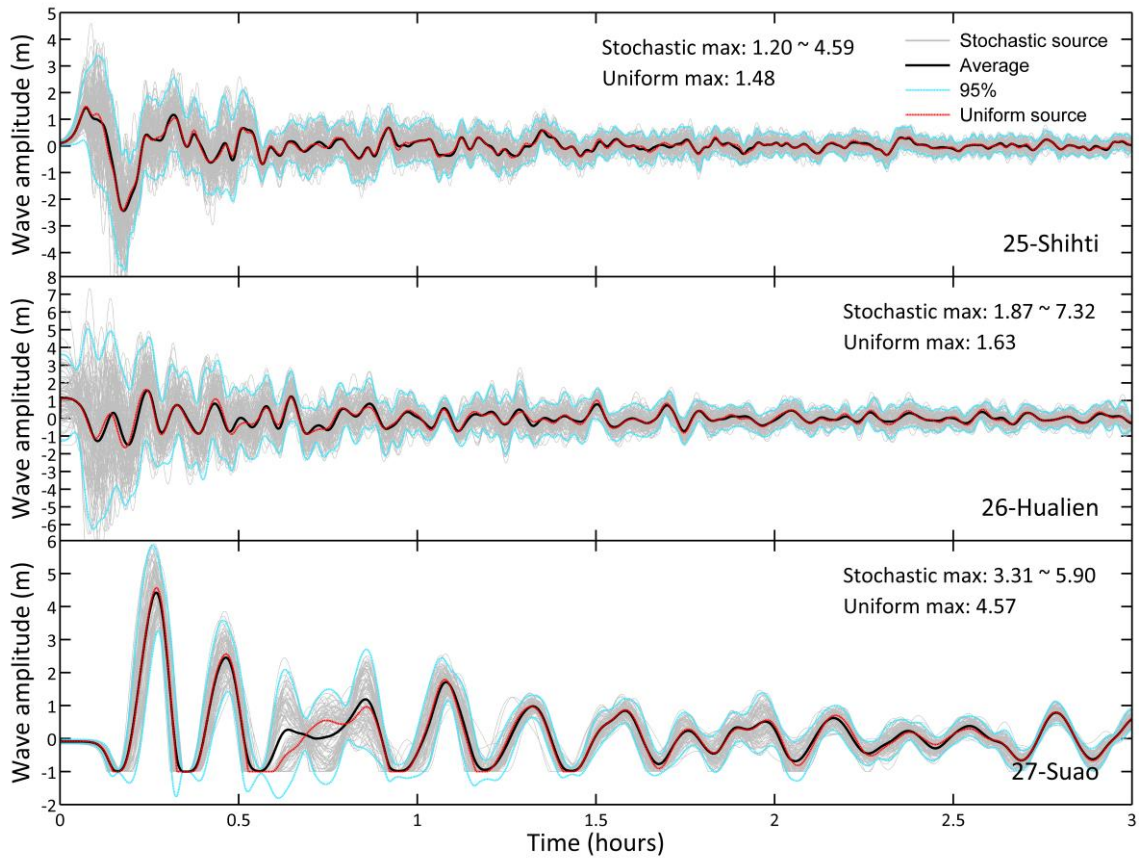 Wave amplitude (m)
5
4
3
2
1
0
-1
-2
-3
-4
Stochastic max: 1.20 ~ 4.59
Uniform max: 1.48
Stochastic source
Average
95%
Uniform source
25-Shihti
Wave amplitude (m)
8
7
6
5
4
3
2
1
0
-1
-2
-3
-4
-5
-6
Stochastic max: 1.87 ~ 7.32
Uniform max: 1.63
26-Hualien
Wave amplitude (m)
6
5
4
3
2
1
0
-1
-2
Stochastic max: 3.31 ~ 5.90
Uniform max: 4.57
27-Suao
0 0.5 1 1.5 2 2.5 3
Time (hours)